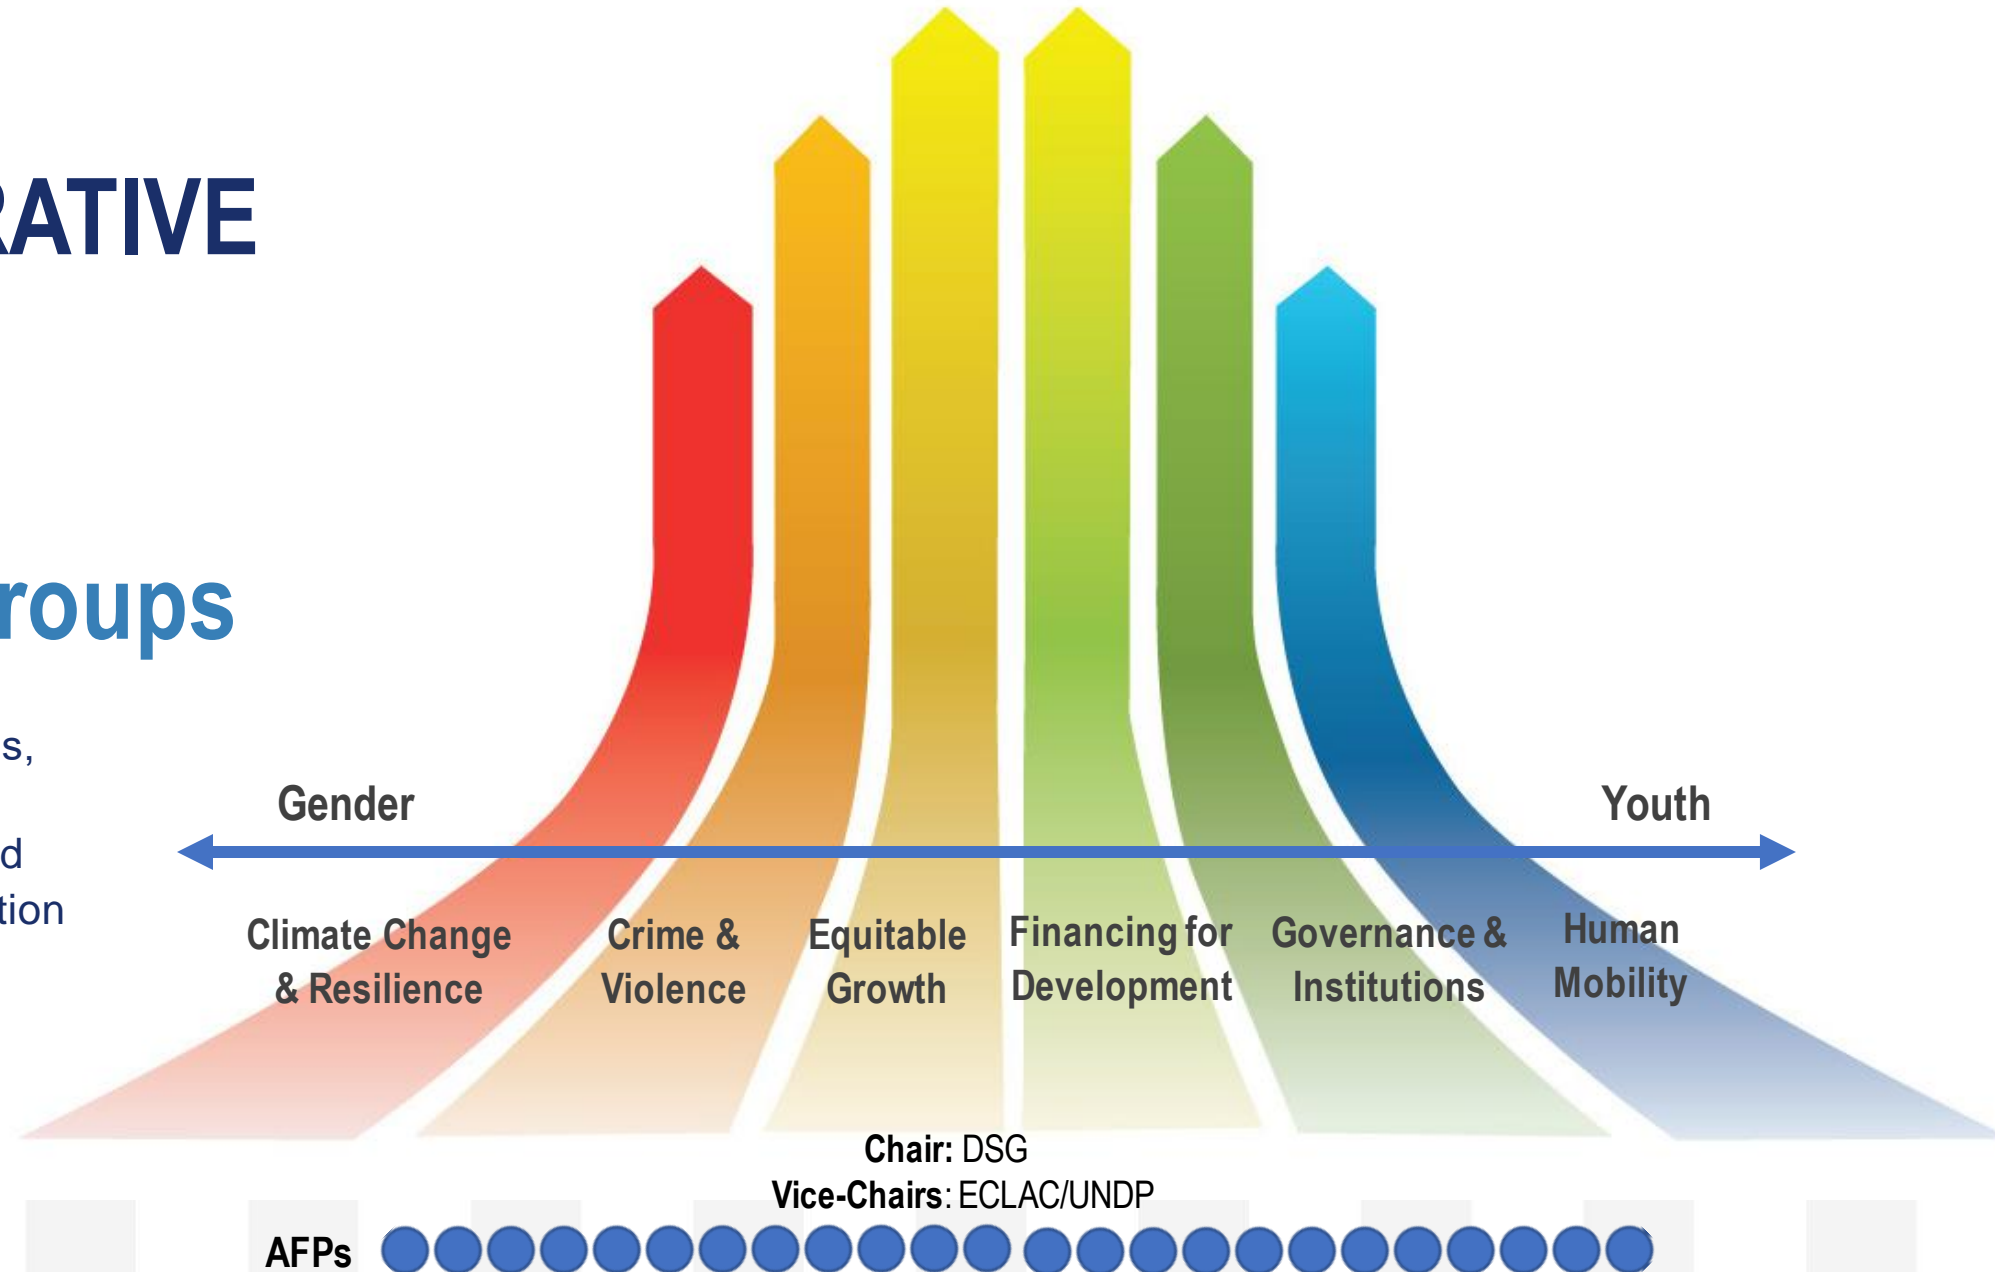 RATIVE
roups
s,
d
tion
Gender
Youth
Climate Change
& Resilience
Crime &
Violence
Equitable
Growth
Financing for
Development
Governance &
Institutions
Human
Mobility
Chair: DSG
Vice-Chairs: ECLAC/UNDP
AFPs